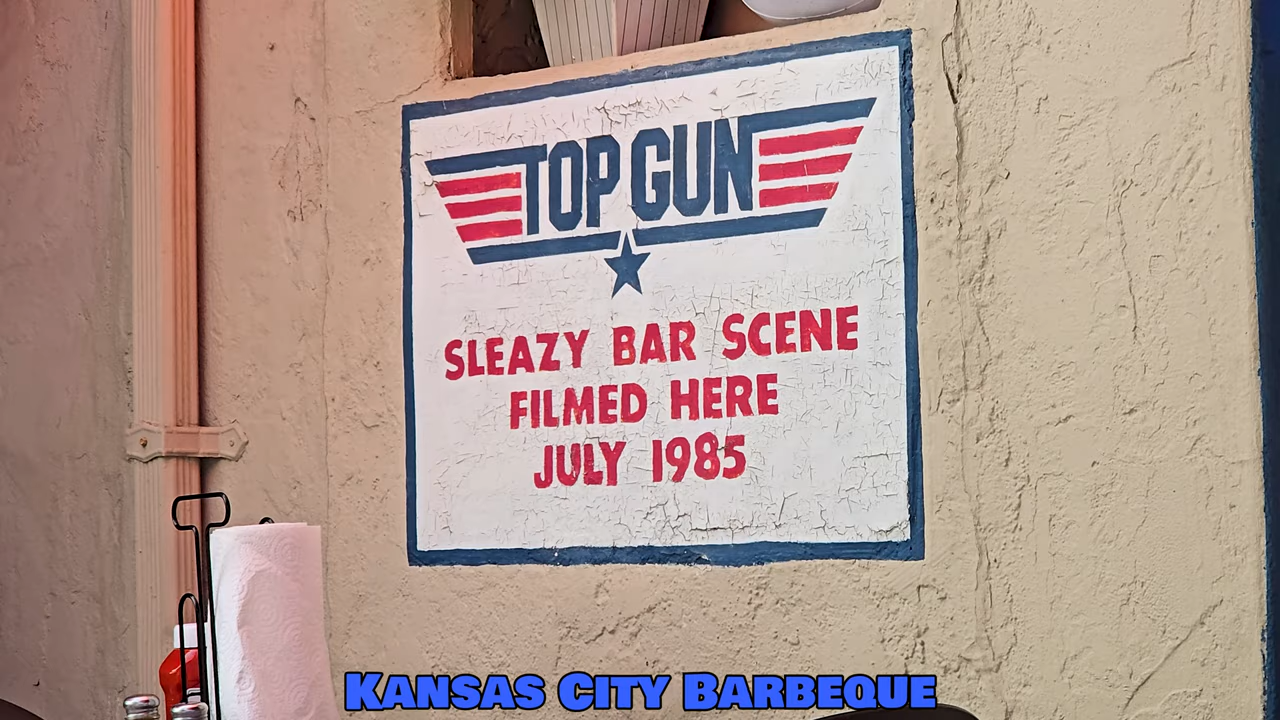 TOP GUN
SLEAZY BAR SCENE
FILMED HERE
JULY 1985
Kansas City Barbeque